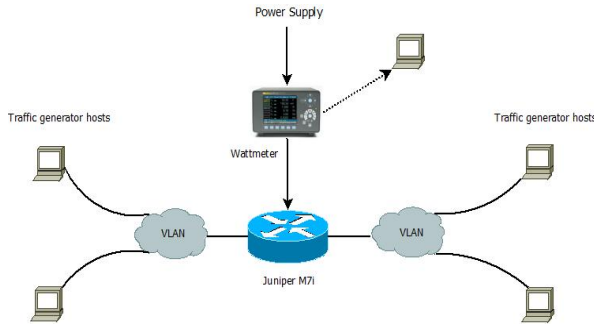 Power Supply
Traffic generator hosts
Traffic generator hosts
Wattmeter
VLAN
VLAN
Juniper M7i